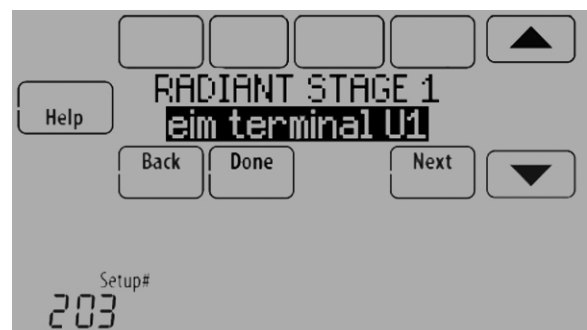 RADIANT STAGE 1
Help
eim terminal U1
Back Done Next
Setup#
203